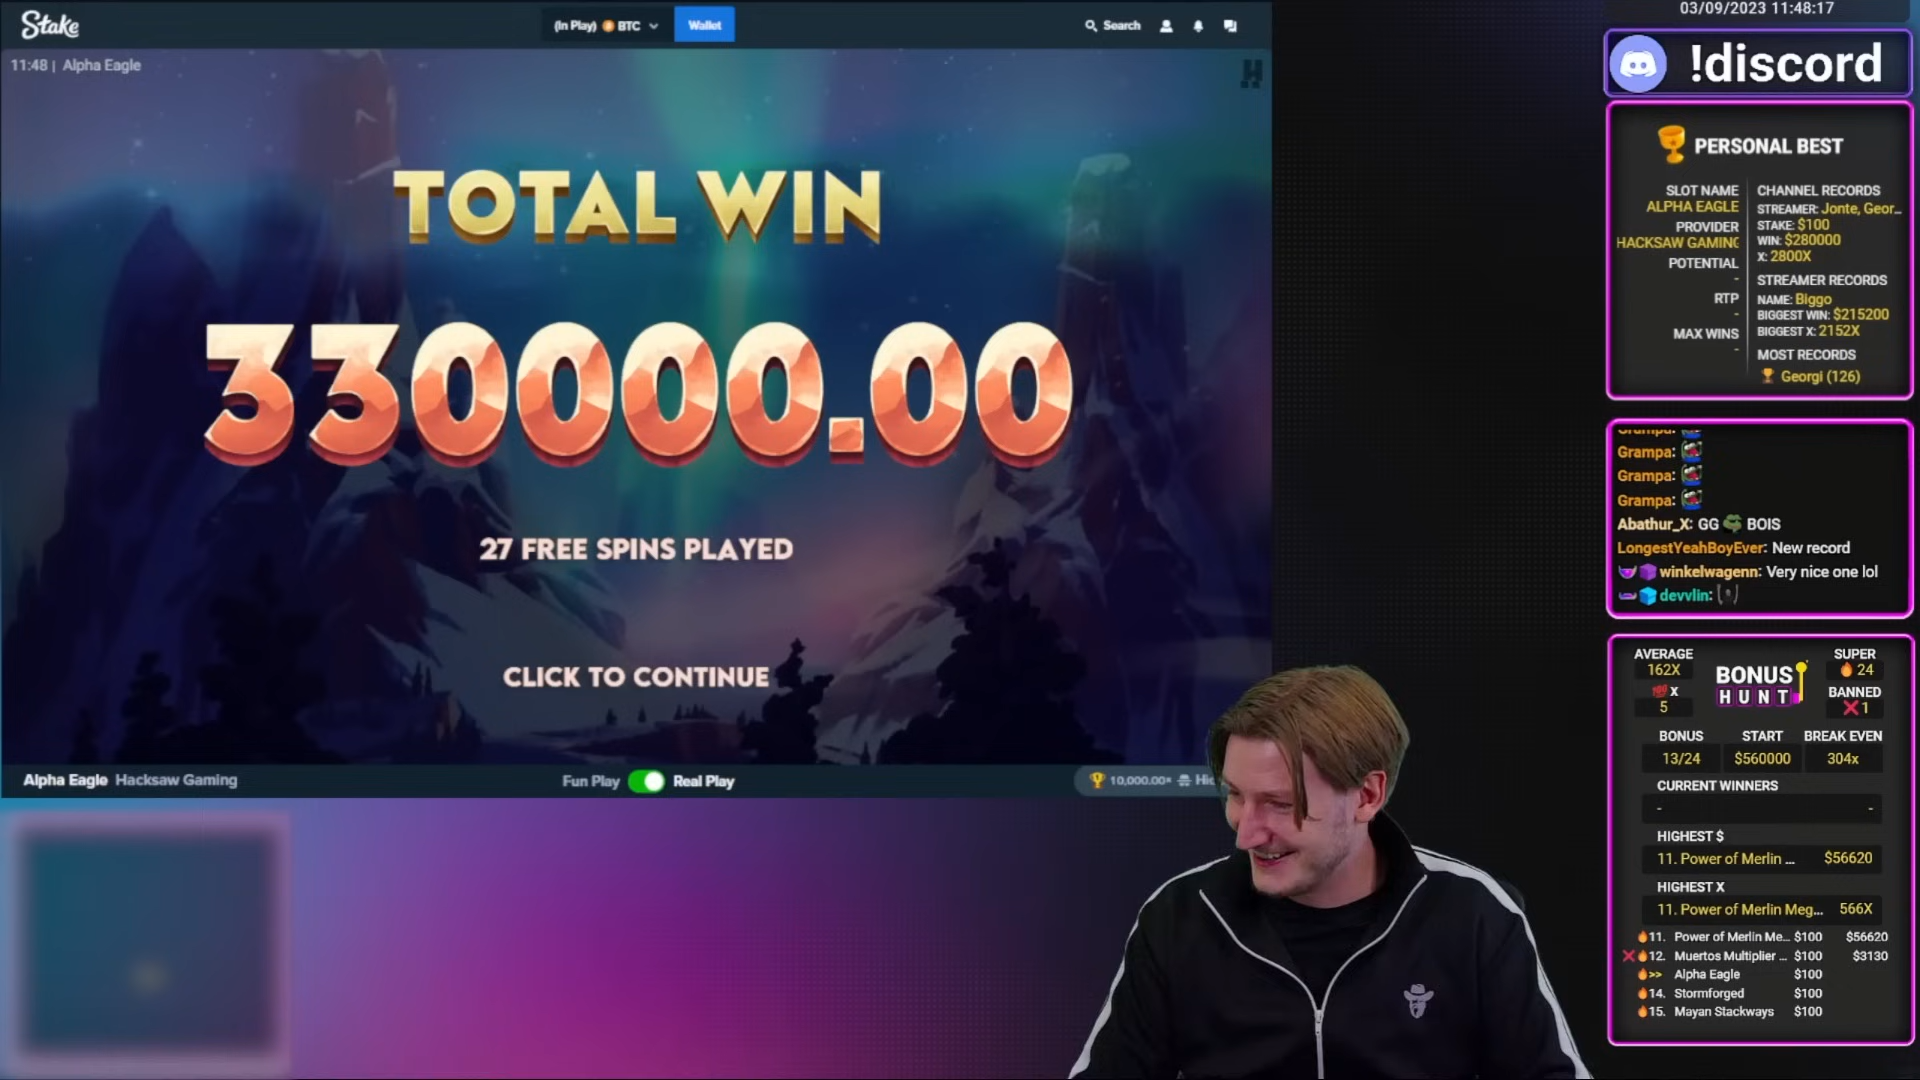 Stake
(In Play) BTC
Wallet
Search
11:48 | Alpha Eagle
TOTAL WIN
330000.00
27 FREE SPINS PLAYED
CLICK TO CONTINUE
Alpha Eagle Hacksaw Gaming
Fun Play Real Play
10,000.00×
03/09/2023 11:48:17
!discord
PERSONAL BEST
SLOT NAME
ALPHA EAGLE
PROVIDER
HACKSAW GAMING
POTENTIAL
-
RTP
-
MAX WINS
-
CHANNEL RECORDS
STREAMER: Jonte, Geor...
STAKE: $100
WIN: $280000
X: 2800X
STREAMER RECORDS
NAME: Biggo
BIGGEST WIN: $215200
BIGGEST X: 2152X
MOST RECORDS
Georgi (126)
Grampa:
Grampa:
Grampa:
Grampa:
Abathur_X: GG BOIS
LongestYeahBoyEver: New record
winkelwagenn: Very nice one lol
devvlin:
AVERAGE
162X
100 X
5
BONUS
HUNT
SUPER
24
BANNED
1
BONUS START BREAK EVEN
13/24 $560000 304x
CURRENT WINNERS
- -
HIGHEST $
11. Power of Merlin ... $56620
HIGHEST X
11. Power of Merlin Meg... 566X
11. Power of Merlin Me... $100 $56620
12. Muertos Multiplier ... $100 $3130
>> Alpha Eagle $100
14. Stormforged $100
15. Mayan Stackways $100